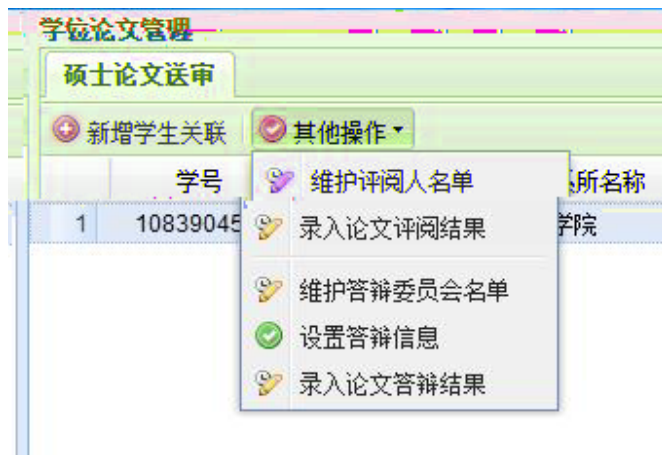 学位论文管理
硕士论文送审
新增学生关联 其他操作
学号 所名称
维护评阅人名单
1 10839045 学院
录入论文评阅结果
维护答辩委员会名单
设置答辩信息
录入论文答辩结果